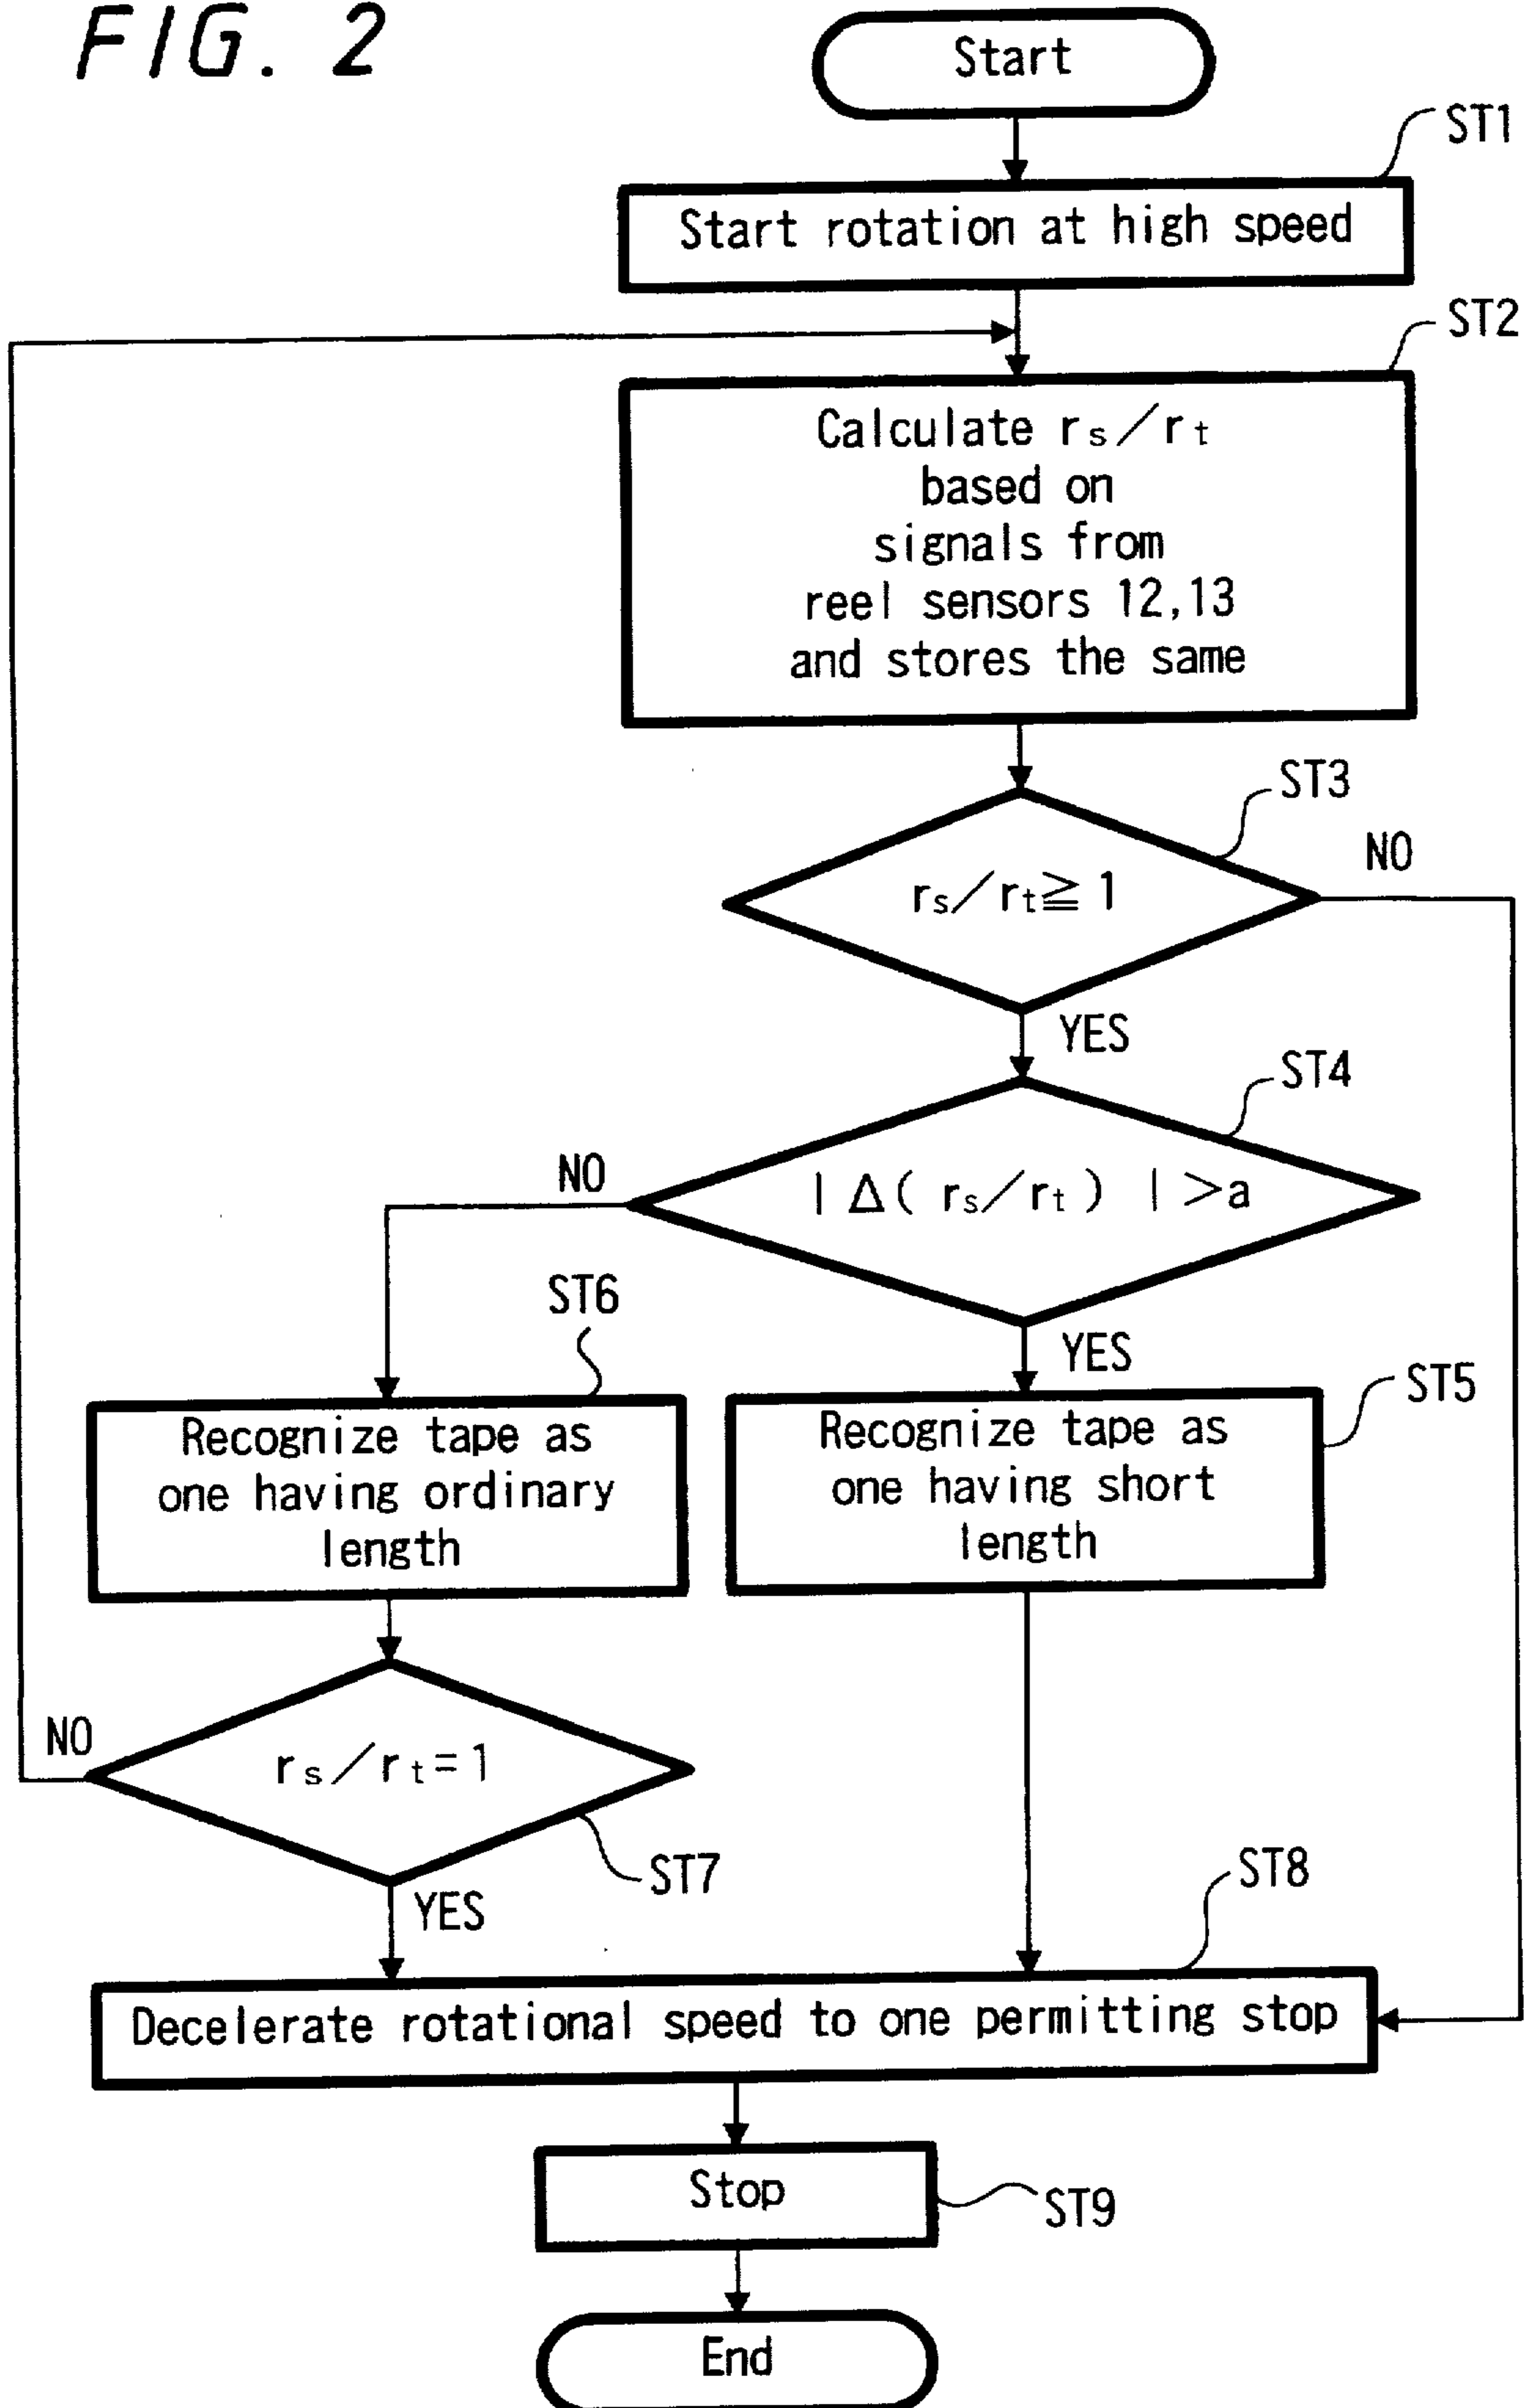 FIG. 2
Start
ST1
Start rotation at high speed
ST2
Calculate rs/rt
based on
signals from
reel sensors 12,13
and stores the same
ST3
rs/rt≧1
NO
YES
ST4
|Δ( rs/rt ) | >a
NO
YES
ST6
Recognize tape as
one having ordinary
length
ST5
Recognize tape as
one having short
length
NO
rs/rt=1
ST7
YES
ST8
Decelerate rotational speed to one permitting stop
Stop
ST9
End